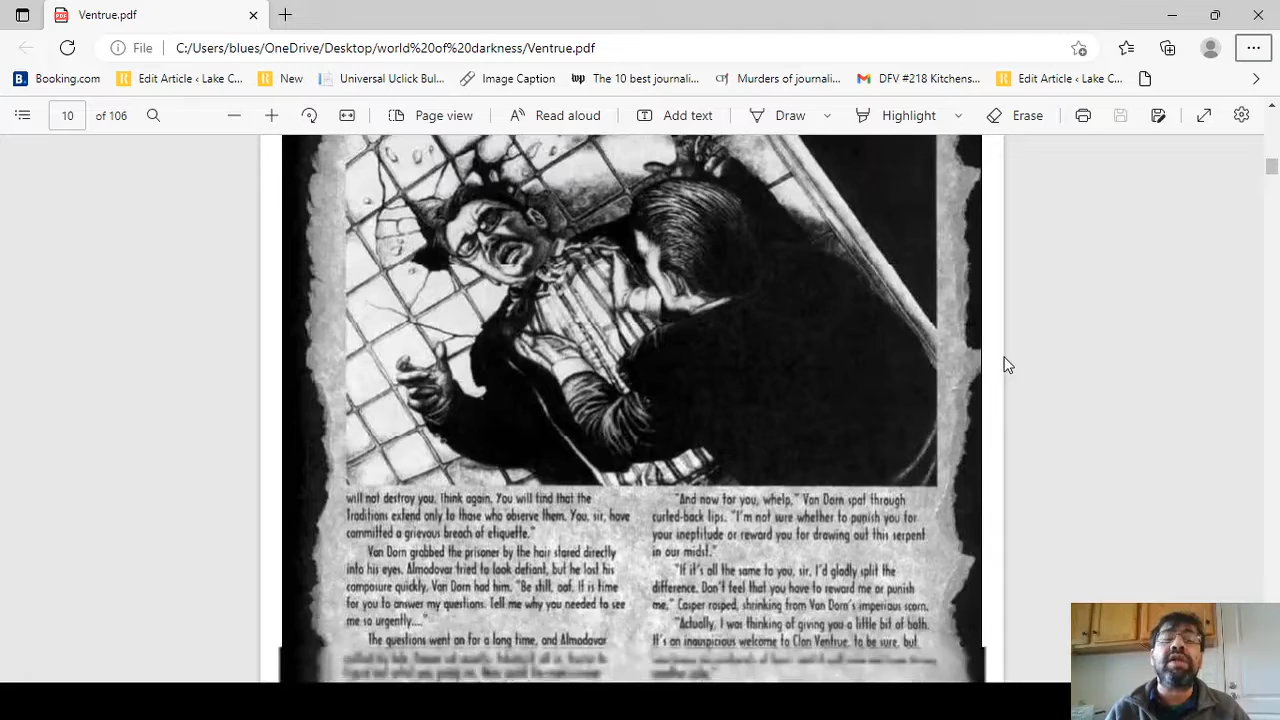 Ventrue.pdf
File C:/Users/blues/OneDrive/Desktop/world%20of%20darkness/Ventrue.pdf
Booking.com Edit Article ‹ Lake C... New Universal Uclick Bul... Image Caption wp The 10 best journali... CPJ Murders of journali... DFV #218 Kitchens... Edit Article ‹ Lake C...
10 of 106 Page view Read aloud Add text Draw Highlight Erase
will not destroy you. Think again. You will find that the
Traditions extend only to those who observe them. You, sir, have
committed a grievous breach of etiquette."
Van Dorn grabbed the prisoner by the hair stared directly
into his eyes. Almodovar tried to look defiant, but he lost his
composure quickly. Van Dorn had him. "Be still, oaf. It is time
for you to answer my questions. Tell me why you needed to see
me so urgently...."
The questions went on for a long time, and Almodovar
"And now for you, whelp," Van Dorn spat through
curled-back lips. "I'm not sure whether to punish you for
your ineptitude or reward you for drawing out this serpent
in our midst."
"If it's all the same to you, sir, I'd gladly split the
difference. Don't feel that you have to reward me or punish
me," Casper rasped, shrinking from Van Dorn's imperious scorn.
"Actually, I was thinking of giving you a little bit of both.
It's an inauspicious welcome to Clan Ventrue, to be sure, but